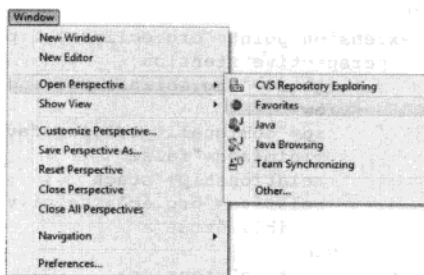 Window
New Window
New Editor
Open Perspective
Show View
Customize Perspective...
Save Perspective As...
Reset Perspective
Close Perspective
Close All Perspectives
Navigation
Preferences...
CVS Repository Exploring
Favorites
Java
Java Browsing
Team Synchronizing
Other...